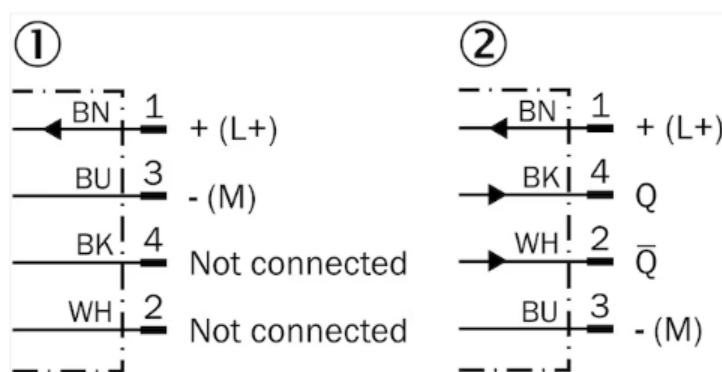 ①
BN 1 + (L+)
BU 3 - (M)
BK 4 Not connected
WH 2 Not connected
②
BN 1 + (L+)
BK 4 Q
WH 2 Q̅
BU 3 - (M)